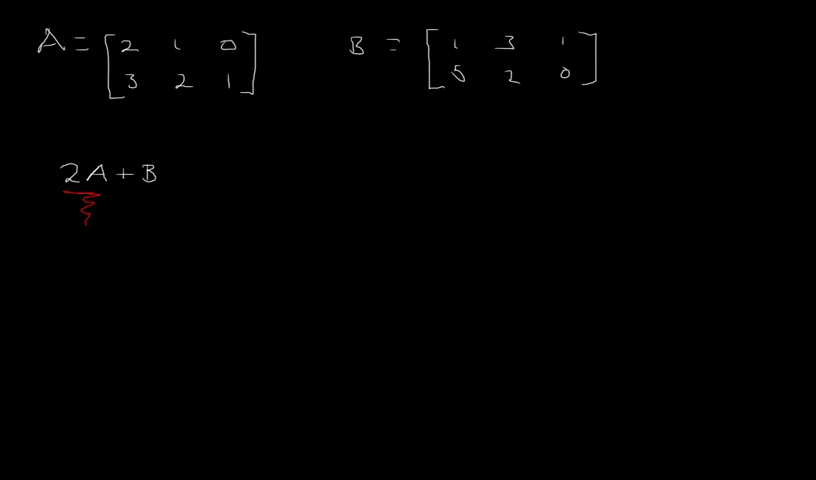 A = [2 1 0] B = [1 3 1]
[3 2 1] [5 2 0]
2A + B